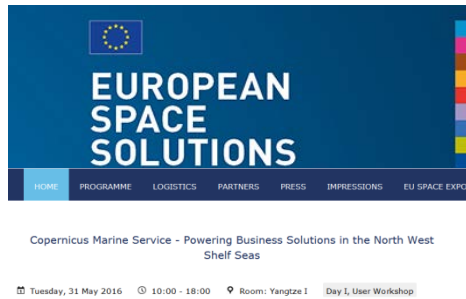 EUROPEAN
SPACE
SOLUTIONS
HOME PROGRAMME LOGISTICS PARTNERS PRESS IMPRESSIONS EU SPACE EXPO
Copernicus Marine Service - Powering Business Solutions in the North West
Shelf Seas
Tuesday, 31 May 2016 10:00 - 18:00 Room: Yangtze I Day I, User Workshop